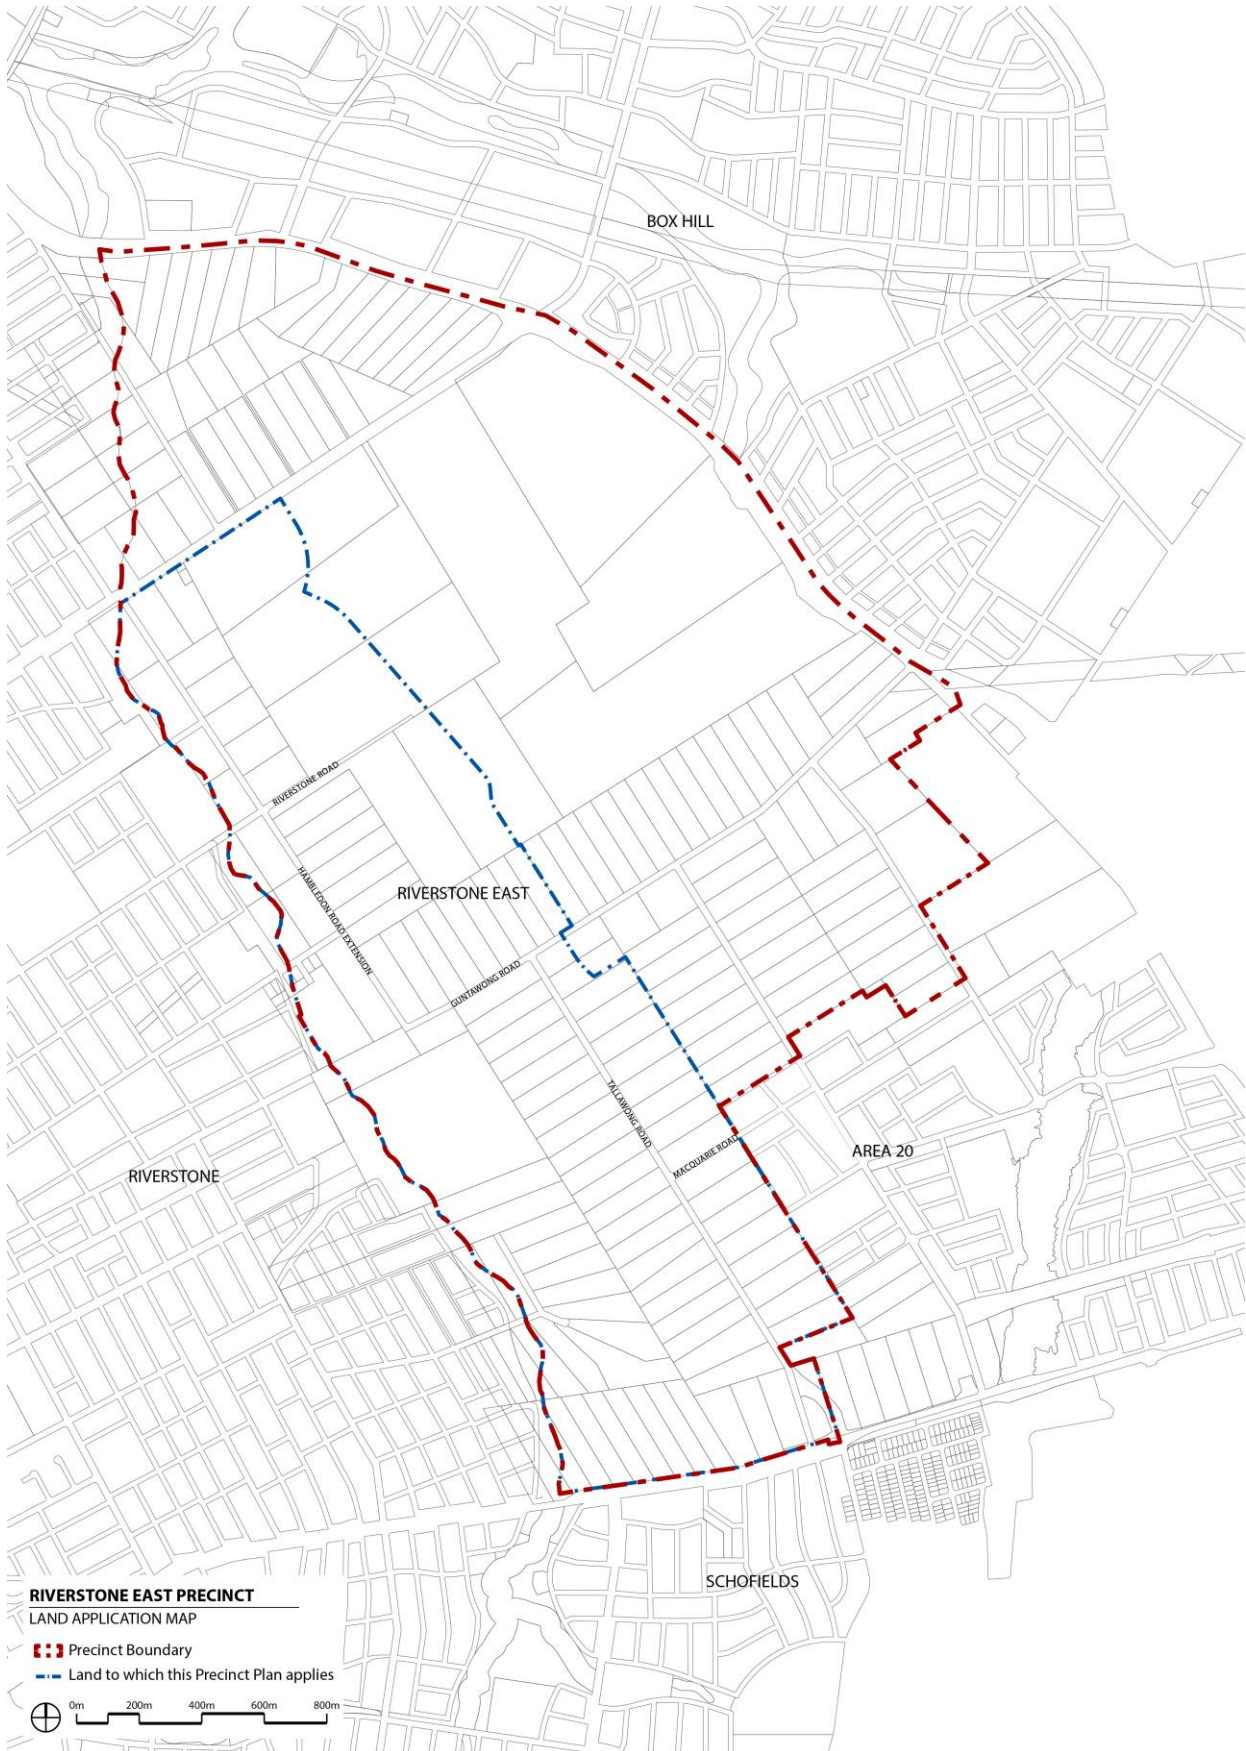 BOX HILL
RIVERSTONE ROAD
HAMBLEDON ROAD EXTENSION
RIVERSTONE EAST
GUNTAWONG ROAD
TALLAWONG ROAD
MACQUARIE ROAD
AREA 20
RIVERSTONE
SCHOFIELDS
RIVERSTONE EAST PRECINCT
LAND APPLICATION MAP
Precinct Boundary
Land to which this Precinct Plan applies
0m 200m 400m 600m 800m